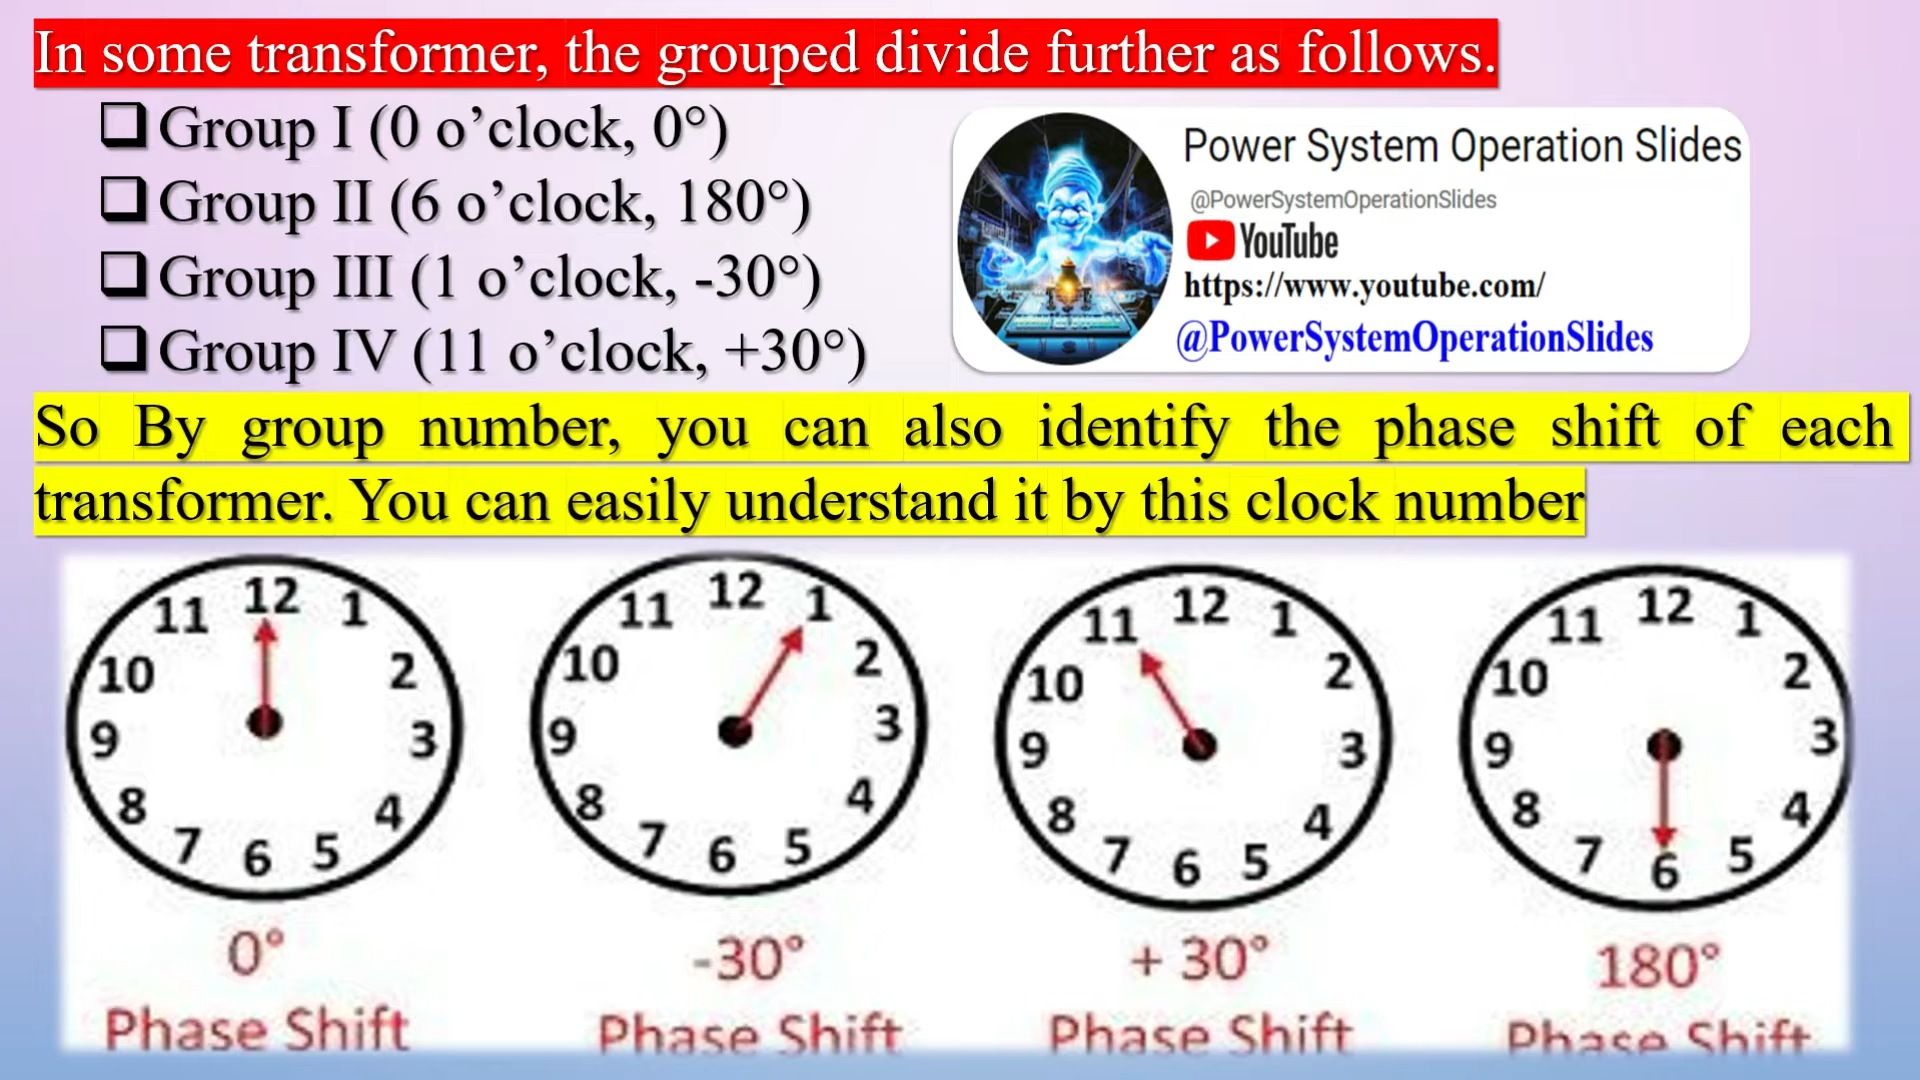 In some transformer, the grouped divide further as follows.
❑ Group I (0 o’clock, 0°)
❑ Group II (6 o’clock, 180°)
❑ Group III (1 o’clock, -30°)
❑ Group IV (11 o’clock, +30°)
Power System Operation Slides
@PowerSystemOperationSlides
YouTube
https://www.youtube.com/
@PowerSystemOperationSlides
So By group number, you can also identify the phase shift of each
transformer. You can easily understand it by this clock number
12 1 2 3 4 5 6 7 8 9 10 11
0°
Phase Shift
12 1 2 3 4 5 6 7 8 9 10 11
-30°
Phase Shift
12 1 2 3 4 5 6 7 8 9 10 11
+ 30°
Phase Shift
12 1 2 3 4 5 6 7 8 9 10 11
180°
Phase Shift